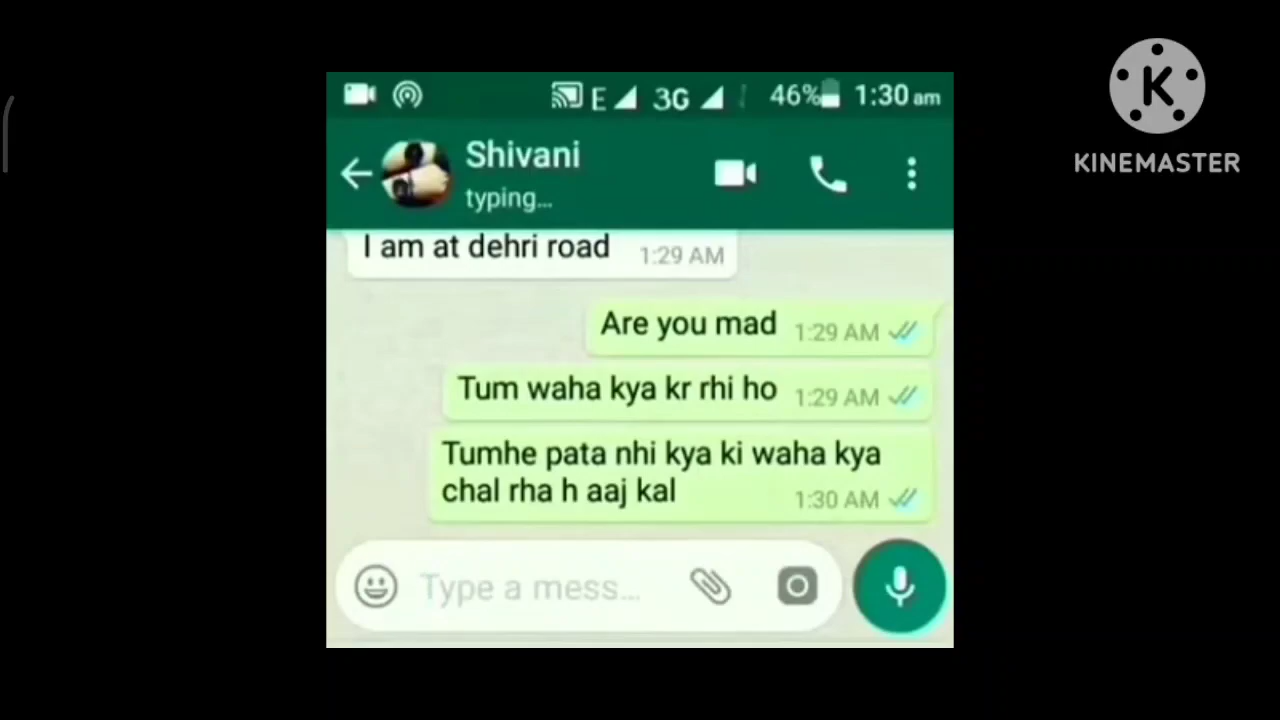 E 3G 46% 1:30 am
KINEMASTER
Shivani
typing...
I am at dehri road 1:29 AM
Are you mad 1:29 AM
Tum waha kya kr rhi ho 1:29 AM
Tumhe pata nhi kya ki waha kya
chal rha h aaj kal 1:30 AM
Type a mess...